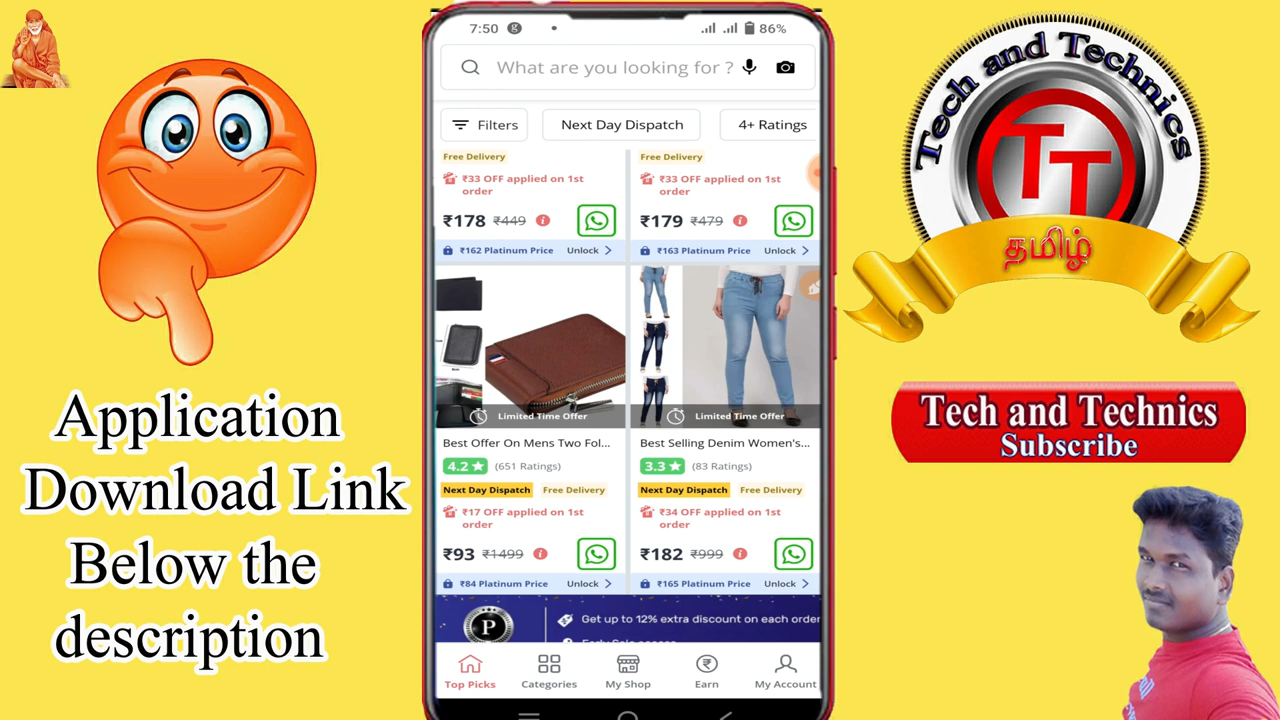 Application
Download Link
Below the
description
7:50
86%
What are you looking for ?
Filters
Next Day Dispatch
4+ Ratings
Free Delivery
₹33 OFF applied on 1st
order
₹178 ₹449
₹162 Platinum Price Unlock
Free Delivery
₹33 OFF applied on 1st
order
₹179 ₹479
₹163 Platinum Price Unlock
Limited Time Offer
Best Offer On Mens Two Fol...
4.2 (651 Ratings)
Next Day Dispatch Free Delivery
₹17 OFF applied on 1st
order
₹93 ₹1499
₹84 Platinum Price Unlock
Limited Time Offer
Best Selling Denim Women's...
3.3 (83 Ratings)
Next Day Dispatch Free Delivery
₹34 OFF applied on 1st
order
₹182 ₹999
₹165 Platinum Price Unlock
P
Get up to 12% extra discount on each order
Top Picks
Categories
My Shop
Earn
My Account
Tech and Technics
TT
தமிழ்
Tech and Technics
Subscribe